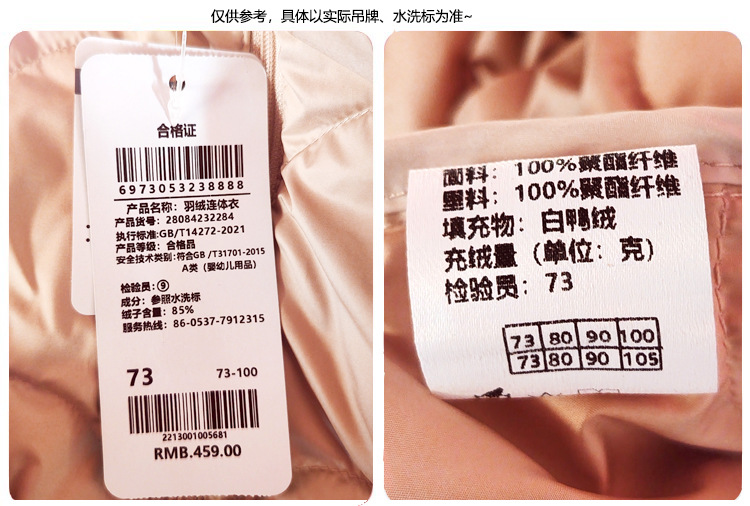 仅供参考，具体以实际吊牌、水洗标为准~
合格证
6973053238888
产品名称：羽绒连体衣
产品货号：28084232284
执行标准:GB/T14272-2021
产品等级：合格品
安全技术类别:符合GB/T31701-2015
A类（婴幼儿用品）
检验员：⑨
成分：参照水洗标
绒子含量：85%
服务热线：86-0537-7912315
73 73-100
2213001005681
RMB.459.00
面料：100%聚酯纤维
里料：100%聚酯纤维
填充物：白鸭绒
充绒量（单位：克）
检验员：73
73 80 90 100
73 80 90 105